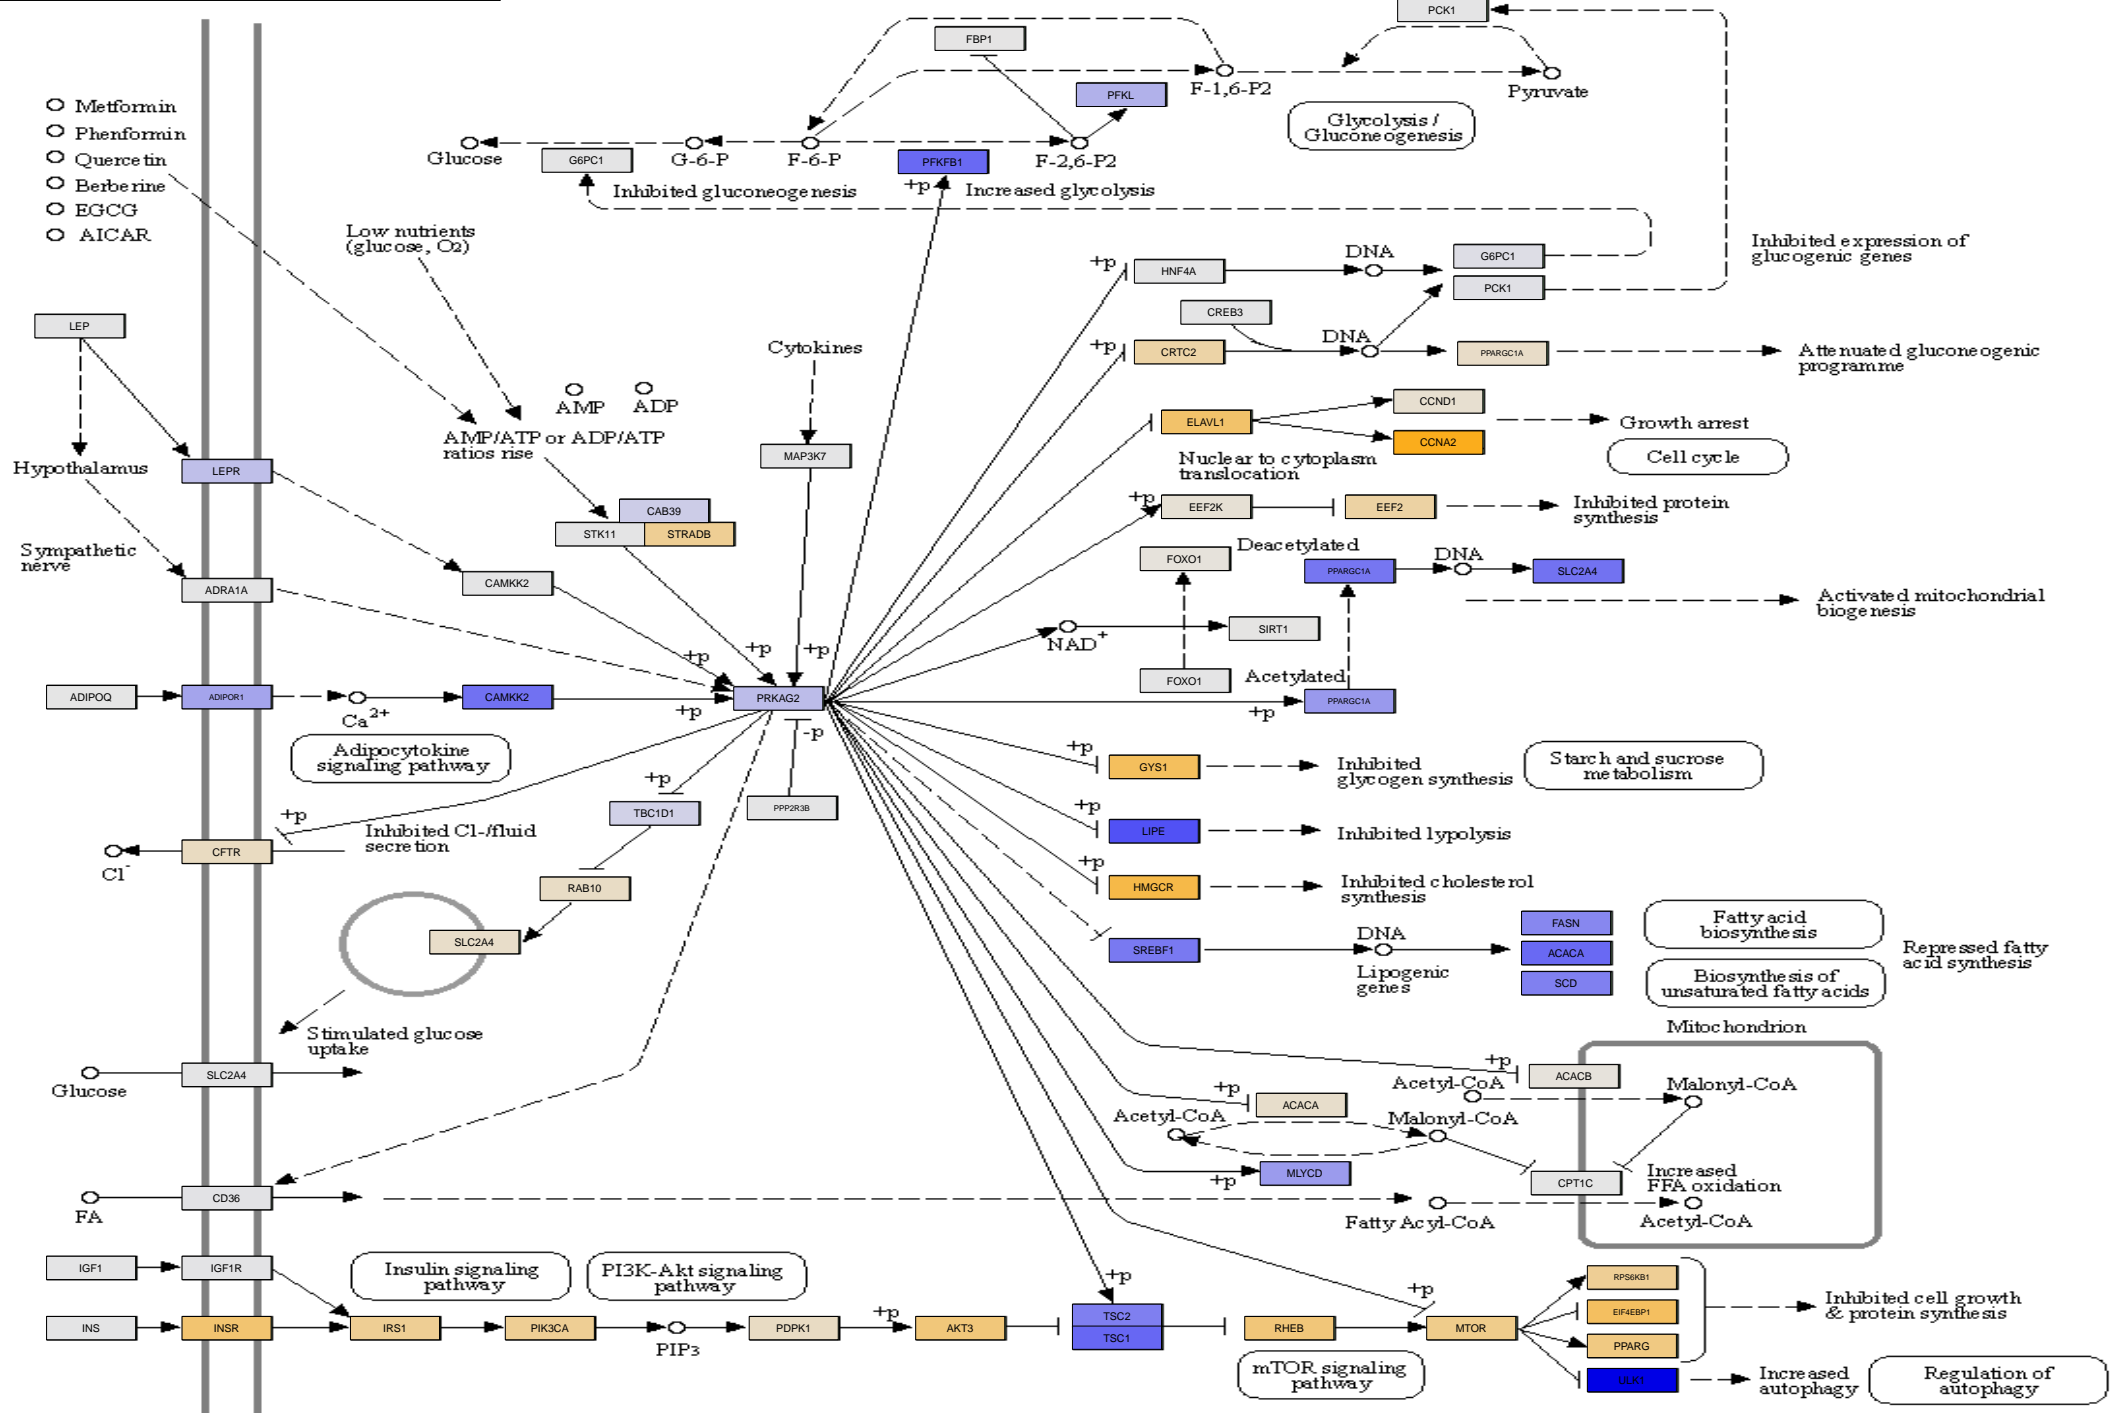 PCK1
FBP1
F-1,6-P2
Pyruvate
PFKL
Glycolysis /
Gluconeogenesis
Metformin
Phenformin
Quercetin
Berberine
EGCG
AICAR
Glucose
G6PC1
G-6-P
F-6-P
PFKFB1
F-2,6-P2
Inhibited gluconeogenesis
+p
Increased glycolysis
Low nutrients
(glucose, O2)
Inhibited expression of
glucogenic genes
+p
HNF4A
DNA
G6PC1
PCK1
CREB3
LEP
Cytokines
+p
CRTC2
DNA
PPARGC1A
Attenuated gluconeogenic
programme
AMP
ADP
AMP/ATP or ADP/ATP
ratios rise
ELAVL1
CCND1
CCNA2
Growth arrest
Cell cycle
Nuclear to cytoplasm
translocation
Hypothalamus
LEPR
MAP3K7
CAB39
STK11
STRADB
+p
EEF2K
EEF2
Inhibited protein
synthesis
Sympathetic
nerve
ADRA1A
CAMKK2
FOXO1
Deacetylated
PPARGC1A
DNA
SLC2A4
Activated mitochondrial
biogenesis
NAD+
SIRT1
+p
+p
+p
FOXO1
Acetylated
ADIPOQ
ADIPOR1
Ca2+
CAMKK2
+p
PRKAG2
+p
PPARGC1A
-p
Adipocytokine
signaling pathway
+p
GYS1
Inhibited
glycogen synthesis
Starch and sucrose
metabolism
+p
TBC1D1
PPP2R3B
+p
LIPE
Inhibited lypolysis
+p
Inhibited Cl-/fluid
secretion
CFTR
Cl-
RAB10
+p
HMGCR
Inhibited cholesterol
synthesis
SLC2A4
SREBF1
DNA
Lipogenic
genes
FASN
ACACA
SCD
Fatty acid
biosynthesis
Biosynthesis of
unsaturated fatty acids
Repressed fatty
acid synthesis
Stimulated glucose
uptake
Mitochondrion
Glucose
SLC2A4
+p
ACACB
Acetyl-CoA
Malonyl-CoA
+p
ACACA
Acetyl-CoA
Malonyl-CoA
+p
MLYCD
CPT1C
Increased
FFA oxidation
FA
CD36
Fatty Acyl-CoA
Acetyl-CoA
IGF1
IGF1R
Insulin signaling
pathway
PI3K-Akt signaling
pathway
INS
INSR
IRS1
PIK3CA
PIP3
PDPK1
+p
AKT3
+p
TSC2
TSC1
RHEB
+p
MTOR
mTOR signaling
pathway
RPS6KB1
EIF4EBP1
PPARG
ULK1
Inhibited cell growth
& protein synthesis
Increased
autophagy
Regulation of
autophagy